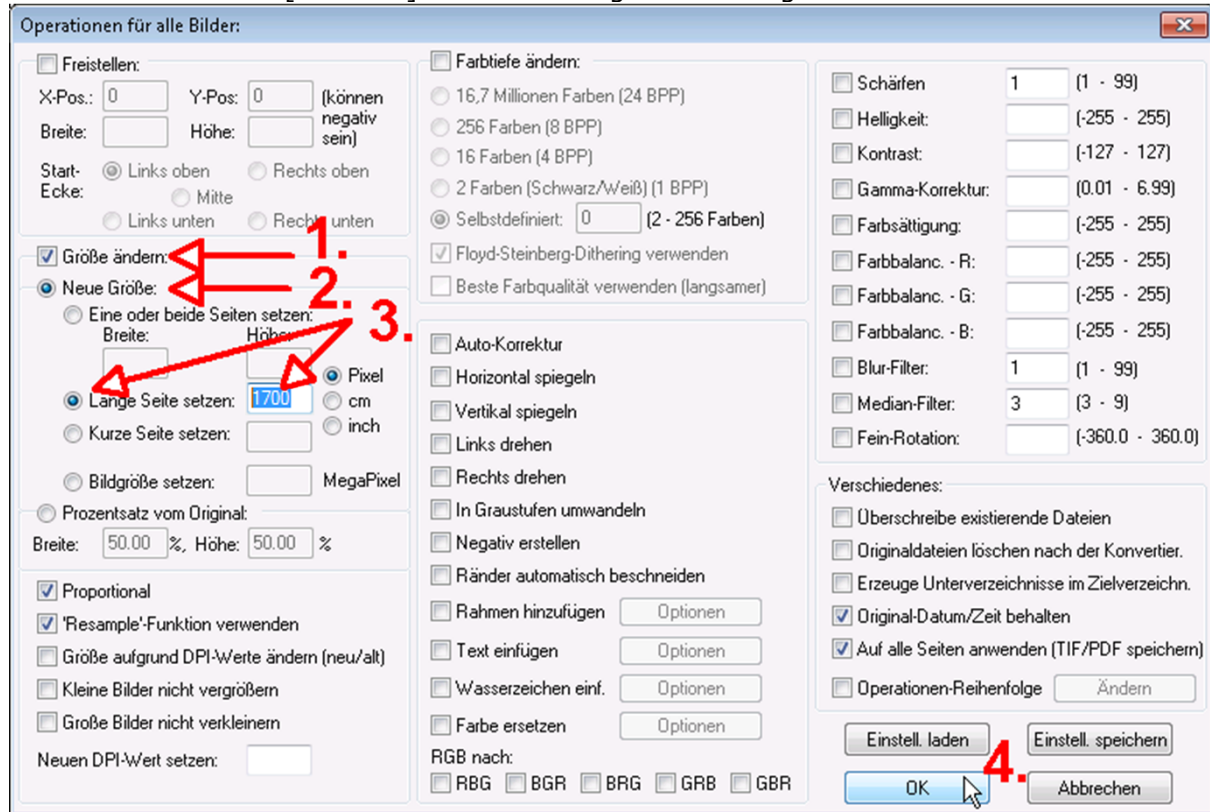 Operationen für alle Bilder:
Freistellen:
X-Pos.: 0 Y-Pos: 0 (können
negativ
sein)
Breite: Höhe:
Start-
Ecke:
Links oben Rechts oben
Mitte
Links unten Rechts unten
Größe ändern: 1.
Neue Größe: 2.
Eine oder beide Seiten setzen: 3.
Breite: Höhe:
Lange Seite setzen: 1700
Pixel
cm
inch
Kurze Seite setzen:
Bildgröße setzen: MegaPixel
Prozentsatz vom Original:
Breite: 50.00 %, Höhe: 50.00 %
Proportional
'Resample'-Funktion verwenden
Größe aufgrund DPI-Werte ändern (neu/alt)
Kleine Bilder nicht vergrößern
Große Bilder nicht verkleinern
Neuen DPI-Wert setzen:
Farbtiefe ändern:
16,7 Millionen Farben (24 BPP)
256 Farben (8 BPP)
16 Farben (4 BPP)
2 Farben (Schwarz/Weiß) (1 BPP)
Selbstdefiniert: 0 (2 - 256 Farben)
Floyd-Steinberg-Dithering verwenden
Beste Farbqualität verwenden (langsamer)
Auto-Korrektur
Horizontal spiegeln
Vertikal spiegeln
Links drehen
Rechts drehen
In Graustufen umwandeln
Negativ erstellen
Ränder automatisch beschneiden
Rahmen hinzufügen Optionen
Text einfügen Optionen
Wasserzeichen einf. Optionen
Farbe ersetzen Optionen
RGB nach:
RBG BGR BRG GRB GBR
Schärfen 1 (1 - 99)
Helligkeit: (-255 - 255)
Kontrast: (-127 - 127)
Gamma-Korrektur: (0.01 - 6.99)
Farbsättigung: (-255 - 255)
Farbbalanc. - R: (-255 - 255)
Farbbalanc. - G: (-255 - 255)
Farbbalanc. - B: (-255 - 255)
Blur-Filter: 1 (1 - 99)
Median-Filter: 3 (3 - 9)
Fein-Rotation: (-360.0 - 360.0)
Verschiedenes:
Überschreibe existierende Dateien
Originaldateien löschen nach der Konvertier.
Erzeuge Unterverzeichnisse im Zielverzeichn.
Original-Datum/Zeit behalten
Auf alle Seiten anwenden (TIF/PDF speichern)
Operationen-Reihenfolge Ändern
Einstell. laden Einstell. speichern
4.
OK Abbrechen